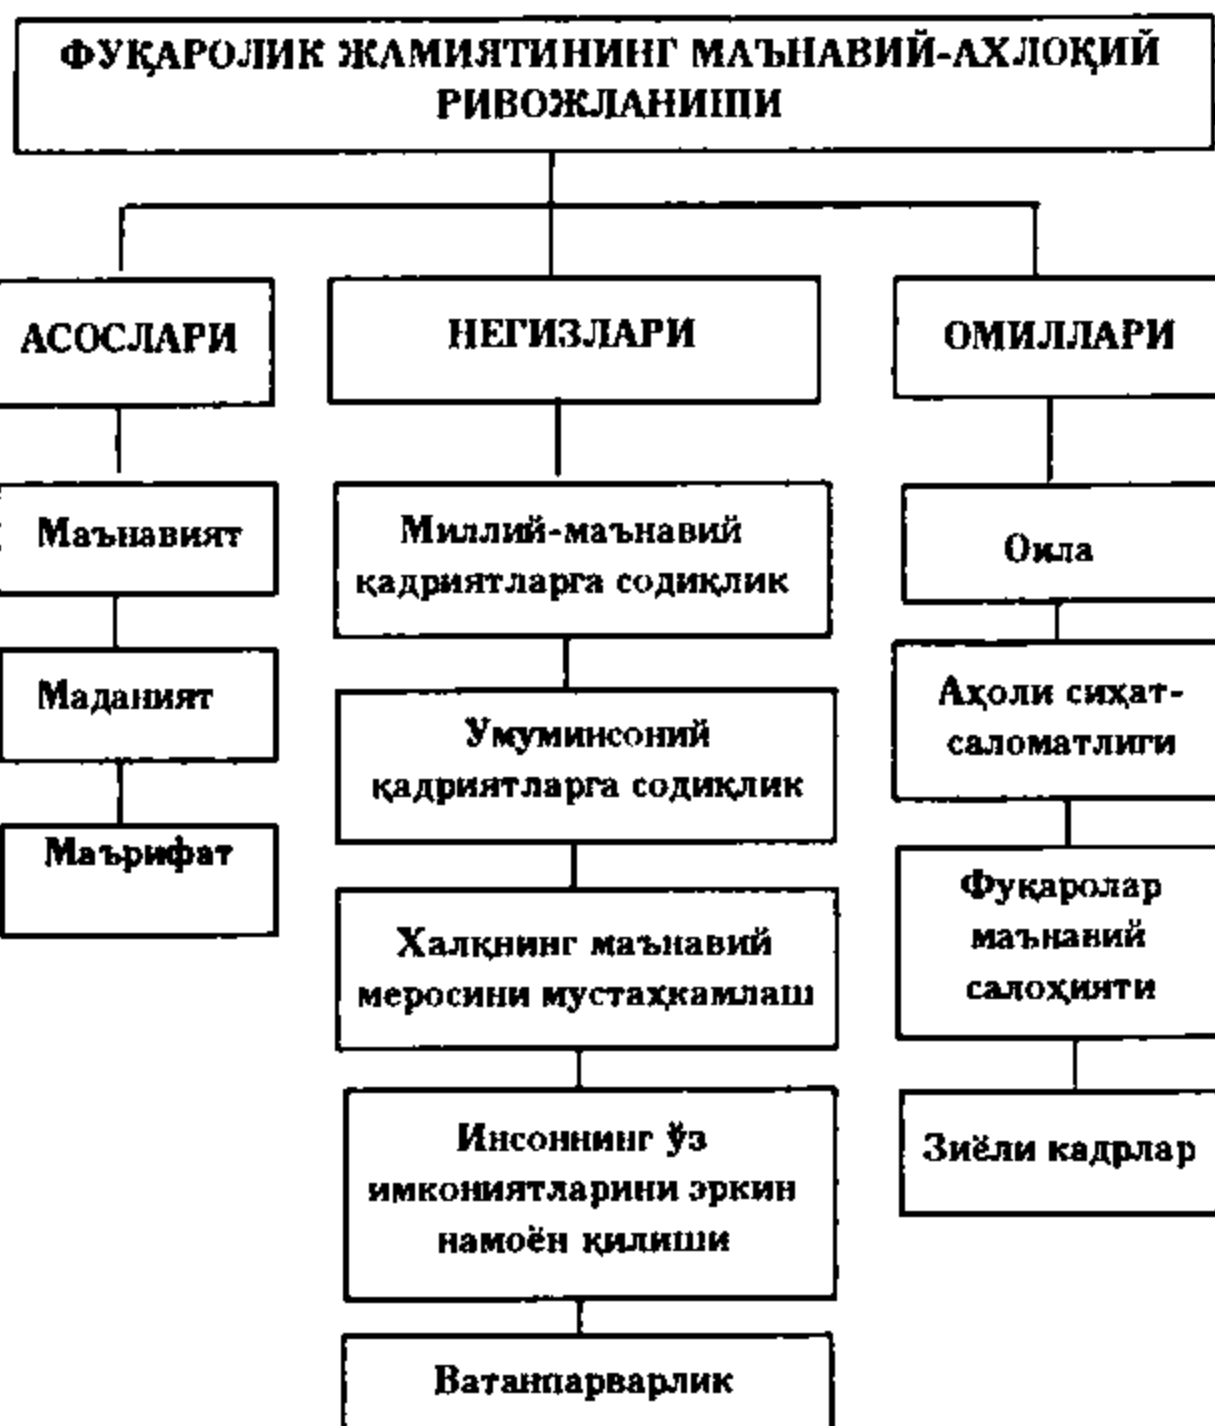 ФУҚАРОЛИК ЖАМИЯТИНИНГ МАЪНАВИЙ-АХЛОҚИЙ
РИВОЖЛАНИШИ
АСОСЛАРИ
Маънавият
Маданият
Маърифат
НЕГИЗЛАРИ
Миллий-маънавий
қадриятларга содиқлик
Умуминсоний
қадриятларга содиқлик
Халқнинг маънавий
меросини мустаҳкамлаш
Инсоннинг ўз
имкониятларини эркин
намоён қилиши
Ватанпарварлик
ОМИЛЛАРИ
Оила
Аҳоли сиҳат-
саломатлиги
Фуқаролар
маънавий
салоҳияти
Зиёли кадрлар